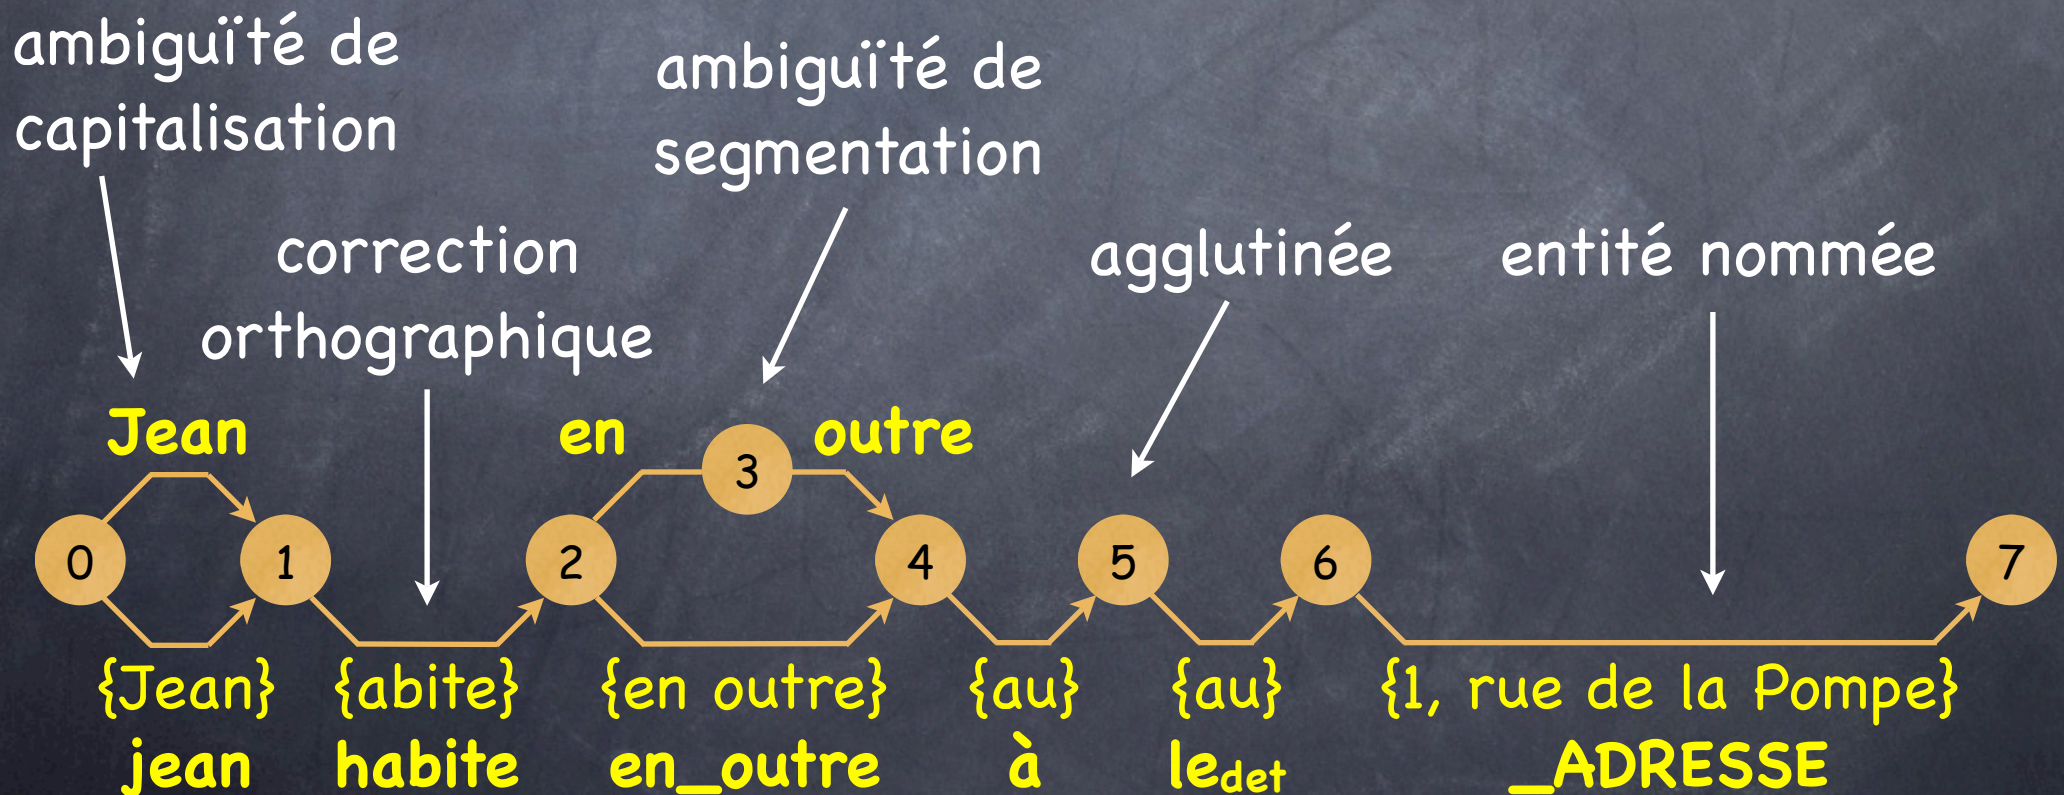 ambiguïté de
capitalisation
ambiguïté de
segmentation
correction
orthographique
agglutinée
entité nommée
Jean
en
outre
3
0
1
2
4
5
6
7
{Jean}
{abite}
{en outre}
{au}
{au}
{1, rue de la Pompe}
jean
habite
en_outre
à
le_det
_ADRESSE